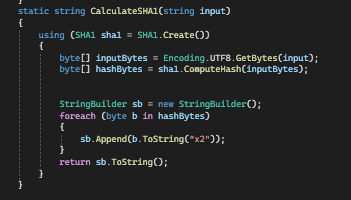 static string CalculateSHA1(string input)
{
    using (SHA1 sha1 = SHA1.Create())
    {
        byte[] inputBytes = Encoding.UTF8.GetBytes(input);
        byte[] hashBytes = sha1.ComputeHash(inputBytes);

        StringBuilder sb = new StringBuilder();
        foreach (byte b in hashBytes)
        {
            sb.Append(b.ToString("x2"));
        }
        return sb.ToString();
    }
}